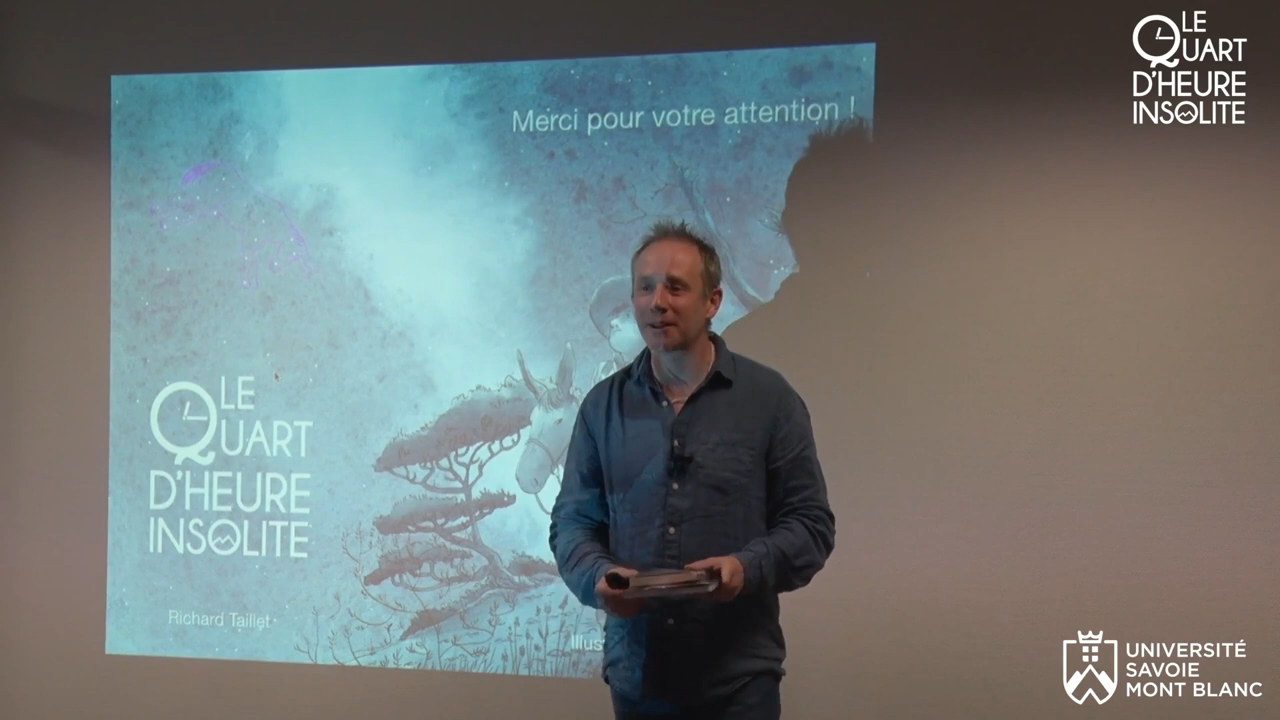 Merci pour votre attention !
LE
QUART
D'HEURE
INSOLITE
Richard Taillet
LE
QUART
D'HEURE
INSOLITE
UNIVERSITÉ
SAVOIE
MONT BLANC